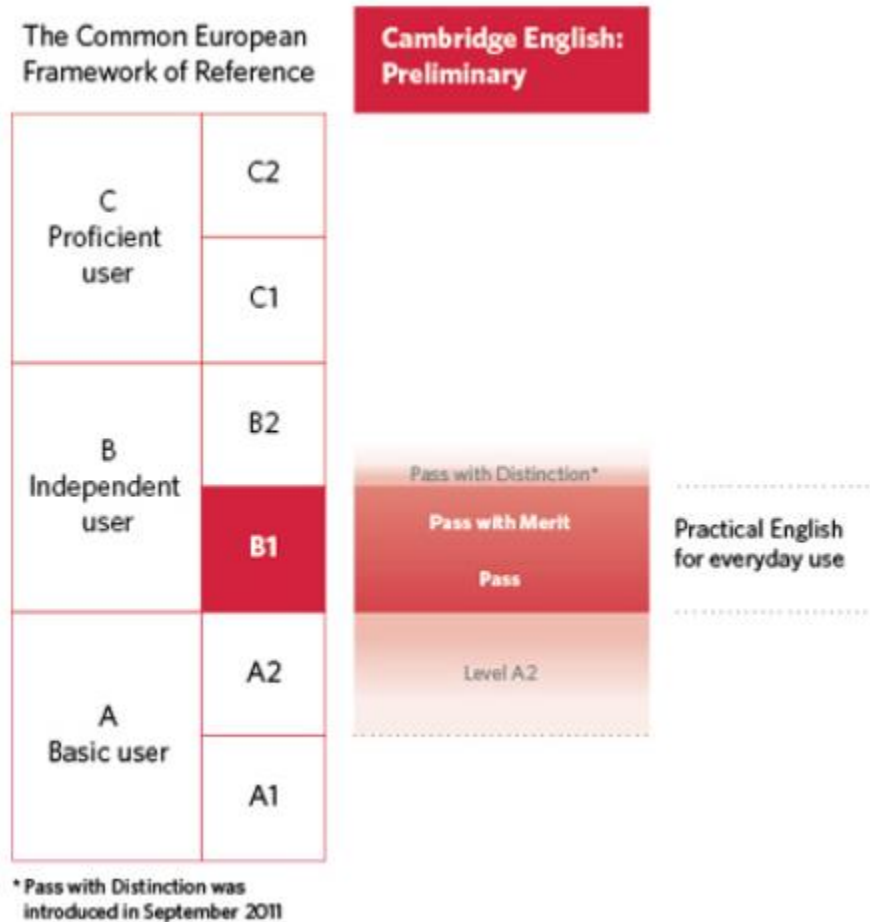 The Common European
Framework of Reference
Cambridge English:
Preliminary
C
Proficient
user
C2
C1
B
Independent
user
B2
B1
Pass with Distinction*
Pass with Merit
Pass
Practical English
for everyday use
A
Basic user
A2
A1
Level A2
* Pass with Distinction was
introduced in September 2011